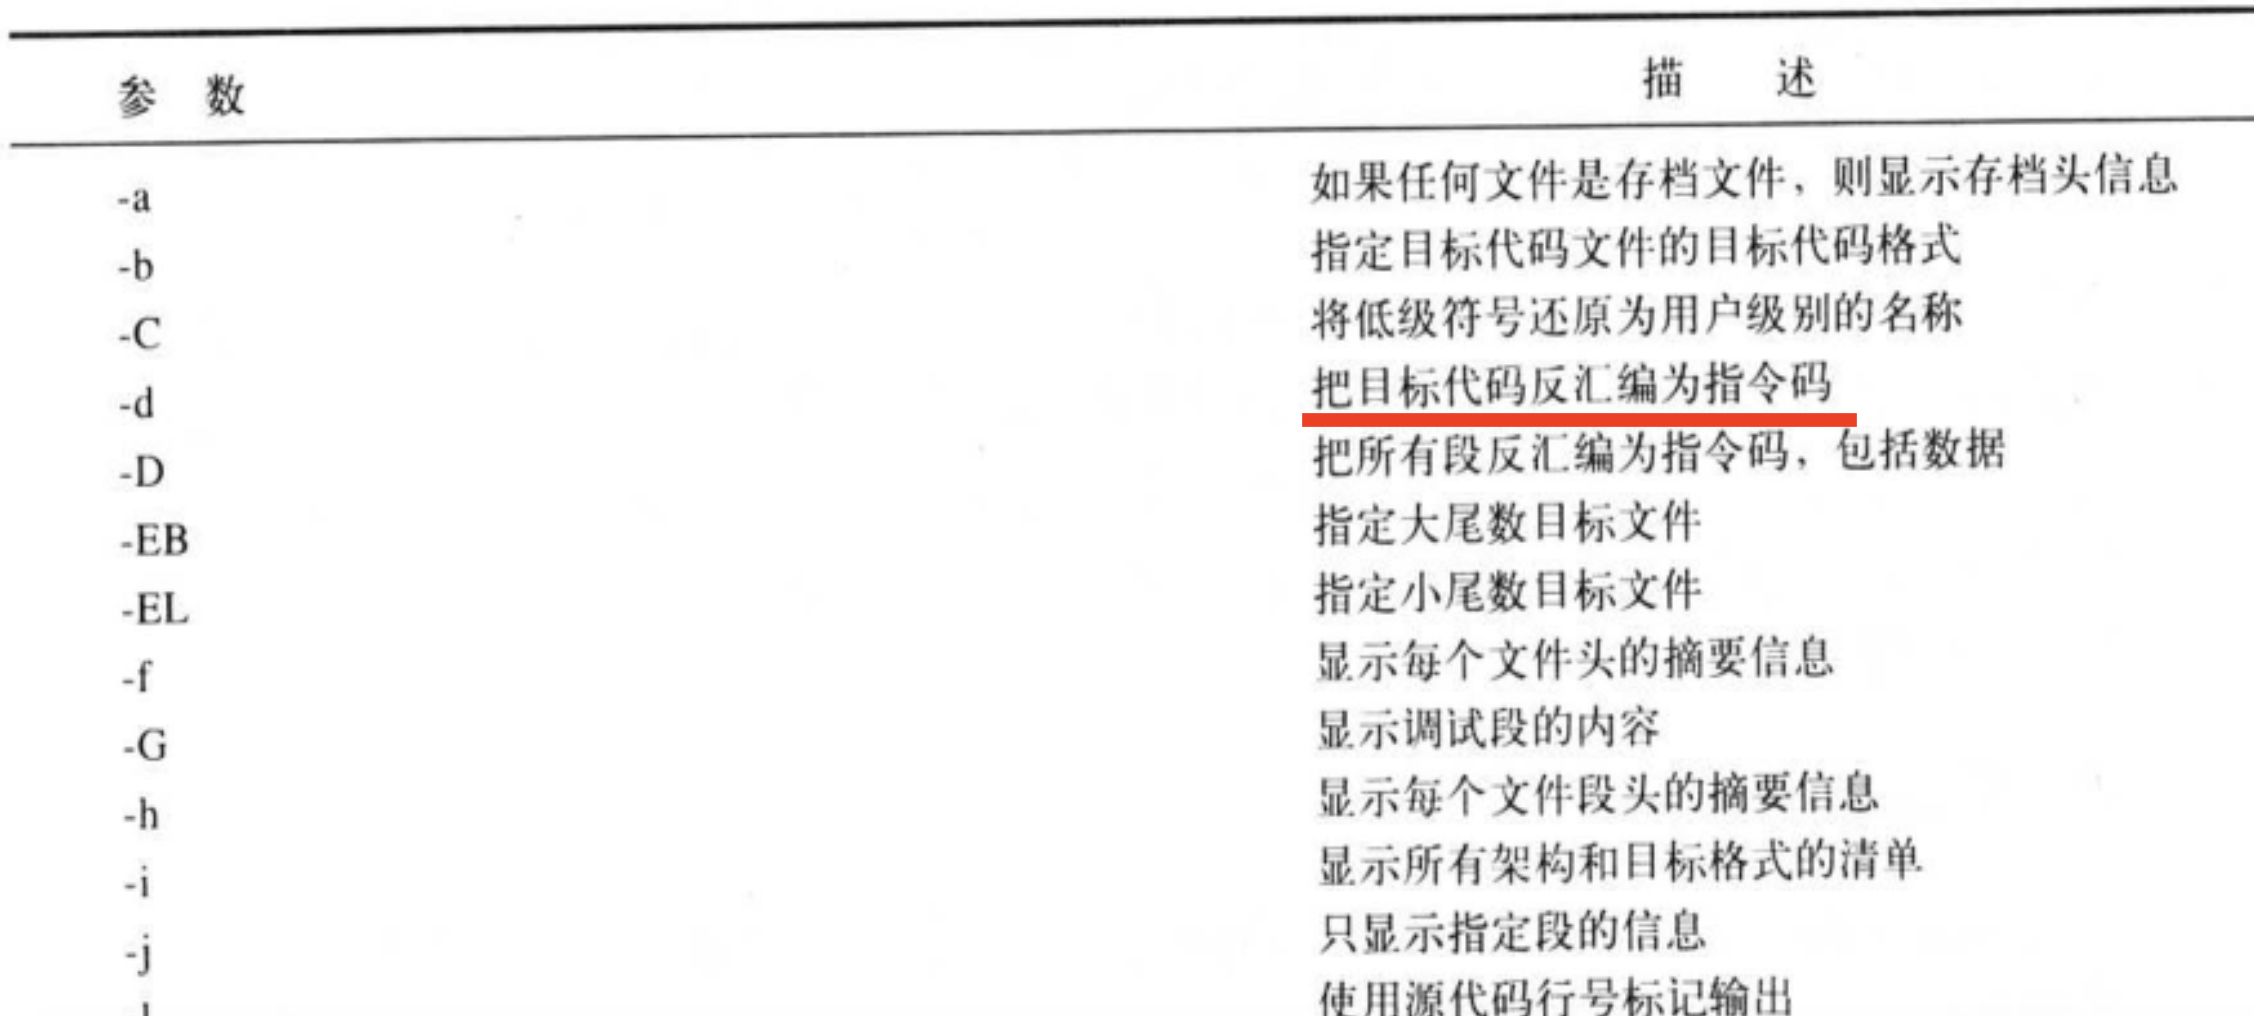 参 数 描 述
-a 如果任何文件是存档文件，则显示存档头信息
-b 指定目标代码文件的目标代码格式
-C 将低级符号还原为用户级别的名称
-d 把目标代码反汇编为指令码
-D 把所有段反汇编为指令码，包括数据
-EB 指定大尾数目标文件
-EL 指定小尾数目标文件
-f 显示每个文件头的摘要信息
-G 显示调试段的内容
-h 显示每个文件段头的摘要信息
-i 显示所有架构和目标格式的清单
-j 只显示指定段的信息
使用源代码行号标记输出